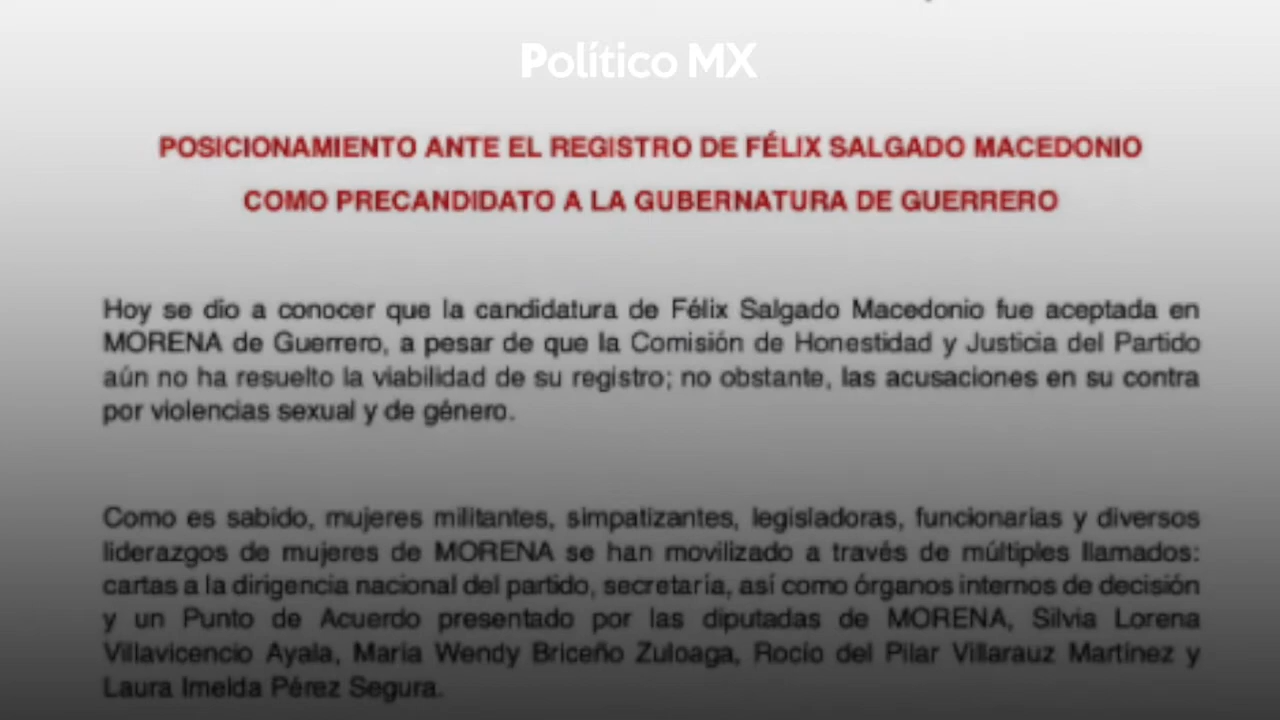 Político MX
POSICIONAMIENTO ANTE EL REGISTRO DE FÉLIX SALGADO MACEDONIO
COMO PRECANDIDATO A LA GUBERNATURA DE GUERRERO
Hoy se dio a conocer que la candidatura de Félix Salgado Macedonio fue aceptada en
MORENA de Guerrero, a pesar de que la Comisión de Honestidad y Justicia del Partido
aún no ha resuelto la viabilidad de su registro; no obstante, las acusaciones en su contra
por violencias sexual y de género.
Como es sabido, mujeres militantes, simpatizantes, legisladoras, funcionarias y diversos
liderazgos de mujeres de MORENA se han movilizado a través de múltiples llamados:
cartas a la dirigencia nacional del partido, secretaría, así como órganos internos de decisión
y un Punto de Acuerdo presentado por las diputadas de MORENA, Silvia Lorena
Villavicencio Ayala, María Wendy Briceño Zuloaga, Rocío del Pilar Villarauz Martínez y
Laura Imelda Pérez Segura.